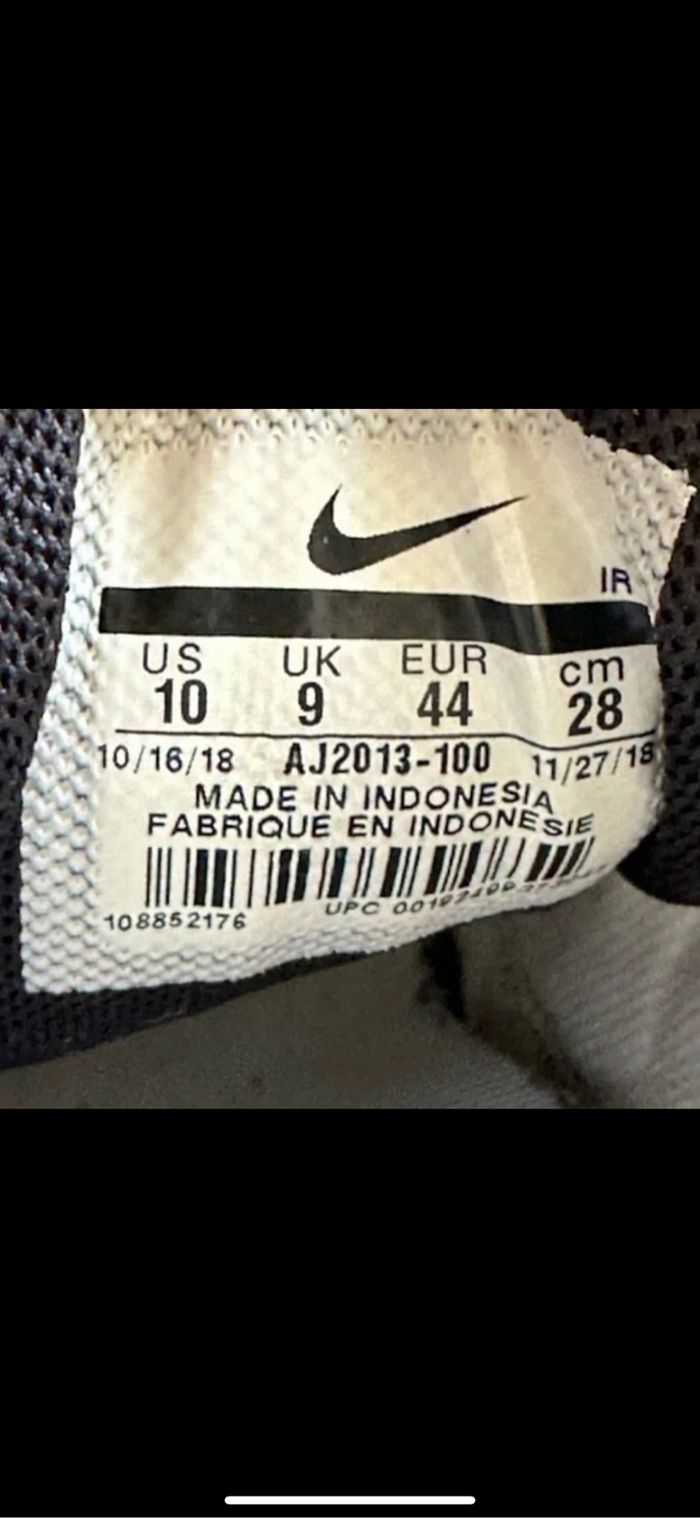 IR
US UK EUR cm
10 9 44 28
10/16/18 AJ2013-100 11/27/18
MADE IN INDONESIA
FABRIQUE EN INDONESIE
108852176 UPC